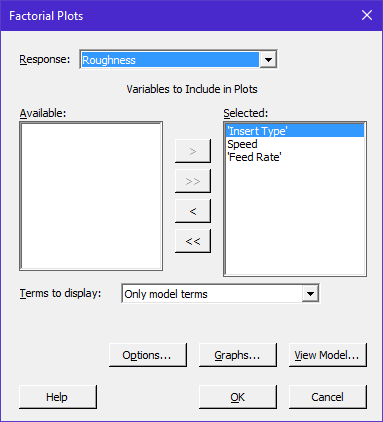 Factorial Plots
Response: Roughness
Variables to Include in Plots
Available: Selected:
'Insert Type'
> Speed
'Feed Rate'
>>
<
<<
Terms to display: Only model terms
Options... Graphs... View Model...
Help OK Cancel